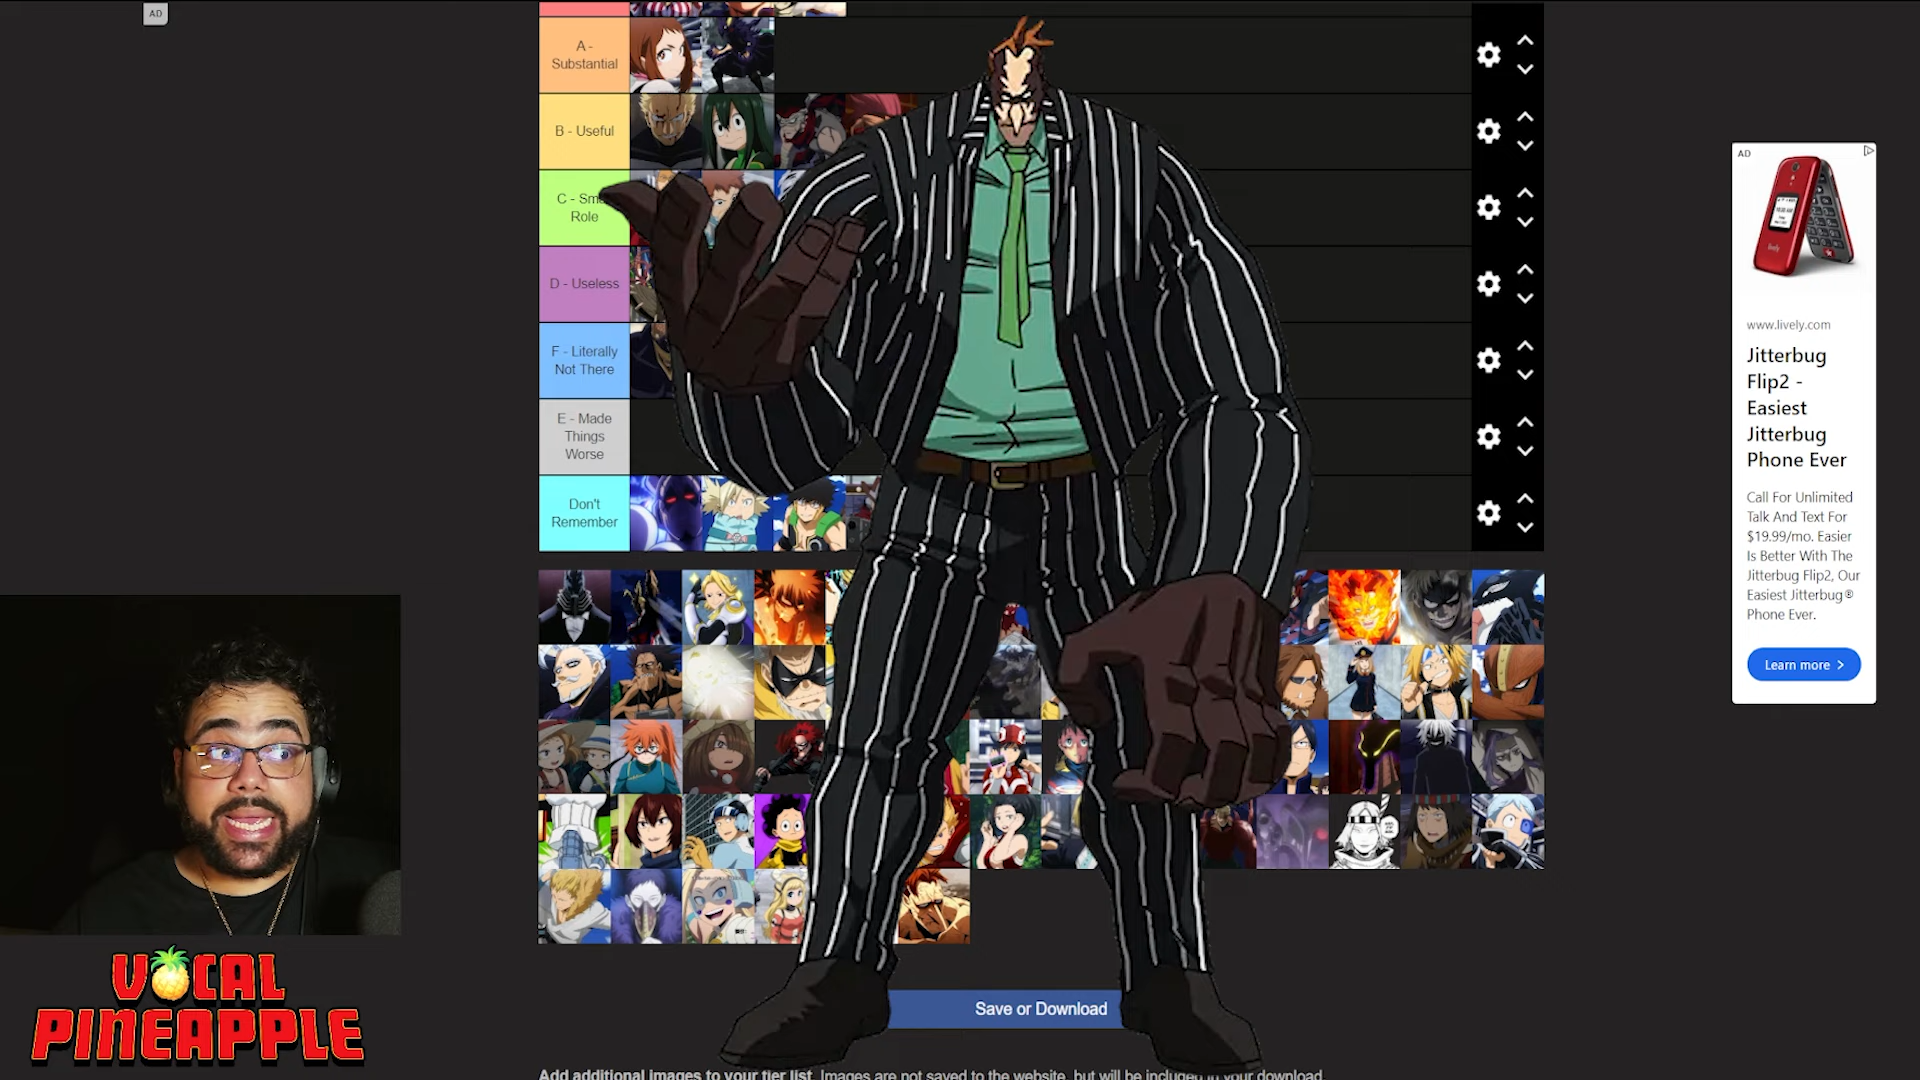 AD
A -
Substantial
B - Useful
Role
D - Useless
F - Literally
Not There
E - Made
Things
Worse
Don't
Remember
AD
lively
www.lively.com
Jitterbug
Flip2 -
Easiest
Jitterbug
Phone Ever
Call For Unlimited
Talk And Text For
$19.99/mo. Easier
Is Better With The
Jitterbug Flip2, Our
Easiest Jitterbug®
Phone Ever.
Learn more >
VOCAL
PINEAPPLE
Save or Download
Add additional images to your tier list. Images are not saved to the website, but will be included in your download.